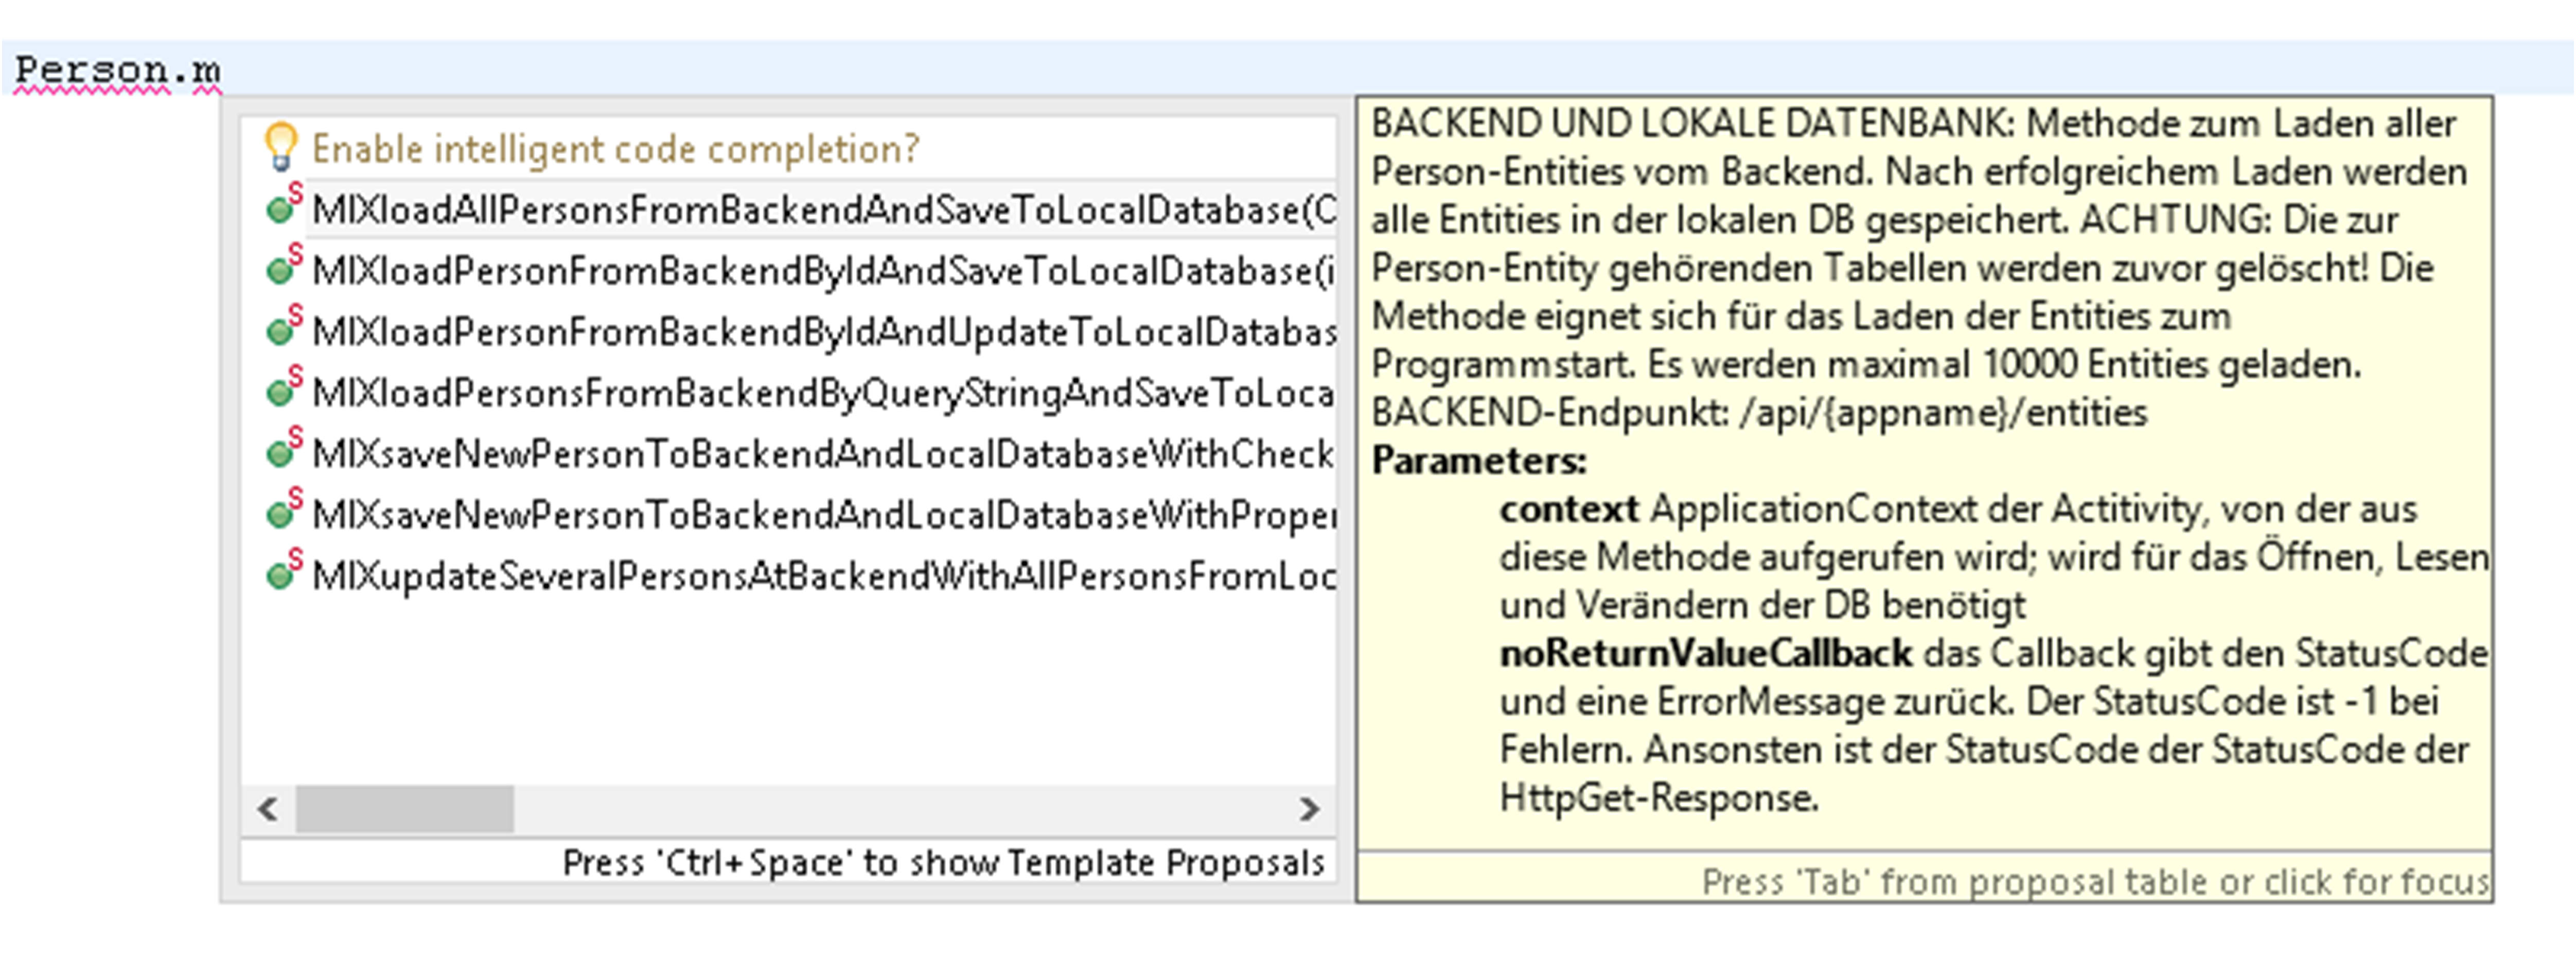 Person.m
Enable intelligent code completion?
MIXloadAllPersonsFromBackendAndSaveToLocalDatabase(C
MIXloadPersonFromBackendByIdAndSaveToLocalDatabase(i
MIXloadPersonFromBackendByIdAndUpdateToLocalDatabas
MIXloadPersonsFromBackendByQueryStringAndSaveToLoca
MIXsaveNewPersonToBackendAndLocalDatabaseWithCheck
MIXsaveNewPersonToBackendAndLocalDatabaseWithProper
MIXupdateSeveralPersonsAtBackendWithAllPersonsFromLoc
Press 'Ctrl+Space' to show Template Proposals
BACKEND UND LOKALE DATENBANK: Methode zum Laden aller
Person-Entities vom Backend. Nach erfolgreichem Laden werden
alle Entities in der lokalen DB gespeichert. ACHTUNG: Die zur
Person-Entity gehörenden Tabellen werden zuvor gelöscht! Die
Methode eignet sich für das Laden der Entities zum
Programmstart. Es werden maximal 10000 Entities geladen.
BACKEND-Endpunkt: /api/{appname}/entities
Parameters:
context ApplicationContext der Actitivity, von der aus
diese Methode aufgerufen wird; wird für das Öffnen, Lesen
und Verändern der DB benötigt
noReturnValueCallback das Callback gibt den StatusCode
und eine ErrorMessage zurück. Der StatusCode ist -1 bei
Fehlern. Ansonsten ist der StatusCode der StatusCode der
HttpGet-Response.
Press 'Tab' from proposal table or click for focus